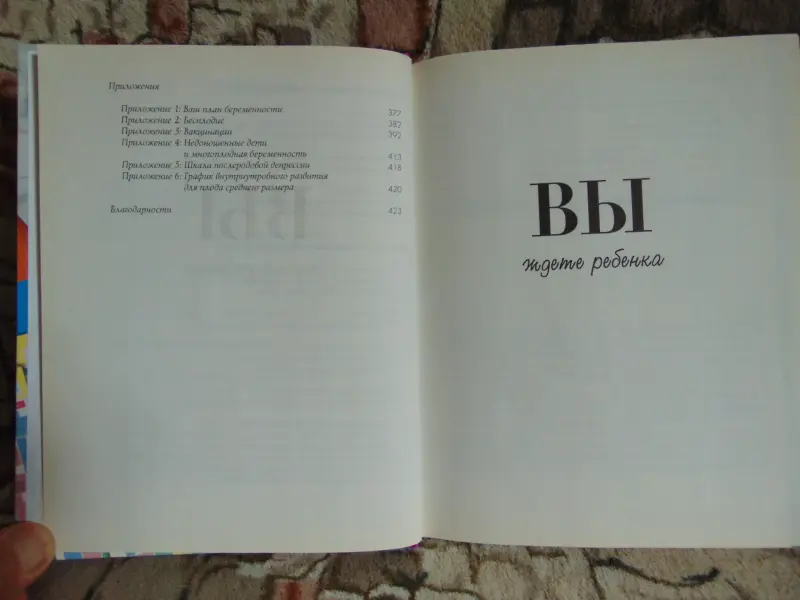 Приложения
Приложение 1: Ваш план беременности 377
Приложение 2: Бесплодие 382
Приложение 3: Вакцинации 392
Приложение 4: Недоношенные дети
и многоплодная беременность 413
Приложение 5: Шкала послеродовой депрессии 418
Приложение 6: График внутриутробного развития
для плода среднего размера 420
Благодарности 423
ВЫ
ждете ребенка